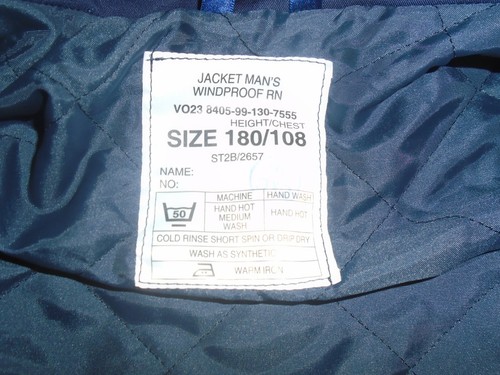 JACKET MAN'S
WINDPROOF RN
VO23 8405-99-130-7555
HEIGHT/CHEST
SIZE 180/108
ST2B/2657
NAME:
NO:
MACHINE HAND WASH
50 HAND HOT MEDIUM WASH HAND HOT
COLD RINSE SHORT SPIN OR DRIP DRY
WASH AS SYNTHETIC
WARM IRON